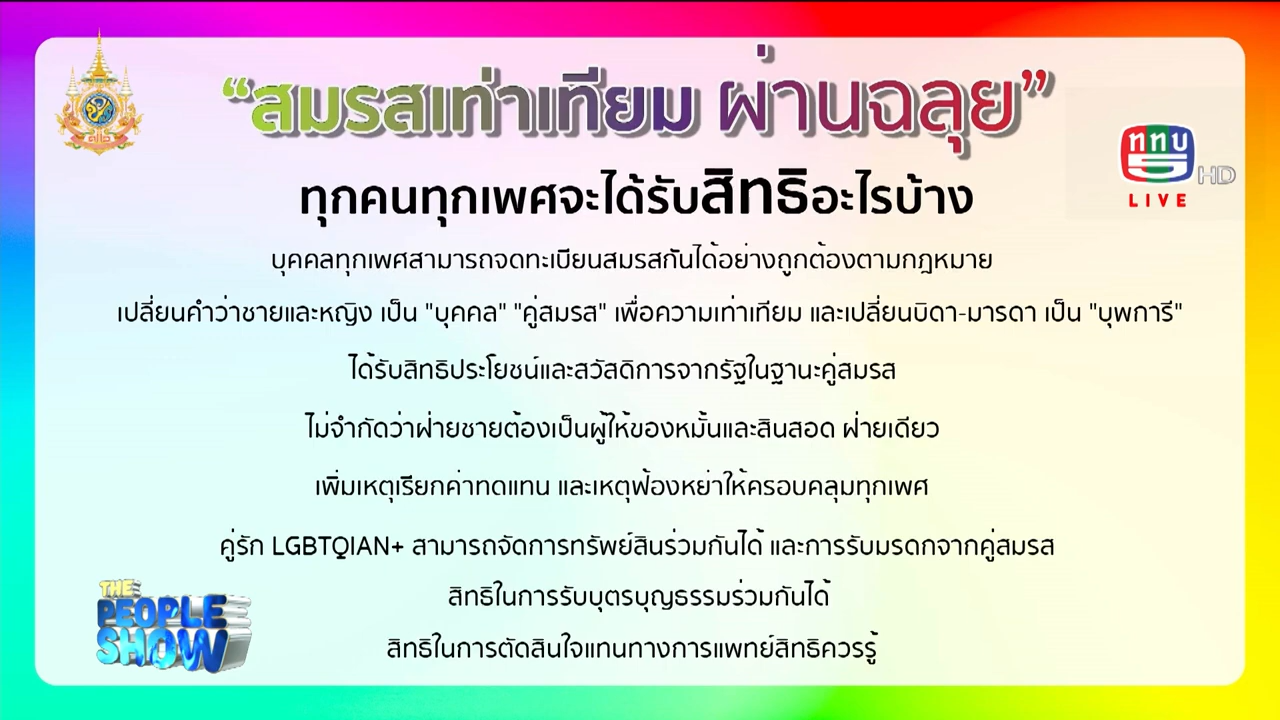 “สมรสเท่าเทียม ผ่านฉลุย”
ททบ
5
HD
LIVE
ทุกคนทุกเพศจะได้รับสิทธิอะไรบ้าง
บุคคลทุกเพศสามารถจดทะเบียนสมรสกันได้อย่างถูกต้องตามกฎหมาย
เปลี่ยนคำว่าชายและหญิง เป็น "บุคคล" "คู่สมรส" เพื่อความเท่าเทียม และเปลี่ยนบิดา-มารดา เป็น "บุพการี"
ได้รับสิทธิประโยชน์และสวัสดิการจากรัฐในฐานะคู่สมรส
ไม่จำกัดว่าฝ่ายชายต้องเป็นผู้ให้ของหมั้นและสินสอด ฝ่ายเดียว
เพิ่มเหตุเรียกค่าทดแทน และเหตุฟ้องหย่าให้ครอบคลุมทุกเพศ
คู่รัก LGBTQIAN+ สามารถจัดการทรัพย์สินร่วมกันได้ และการรับมรดกจากคู่สมรส
สิทธิในการรับบุตรบุญธรรมร่วมกันได้
สิทธิในการตัดสินใจแทนทางการแพทย์สิทธิควรรู้
THE
PEOPLE
SHOW